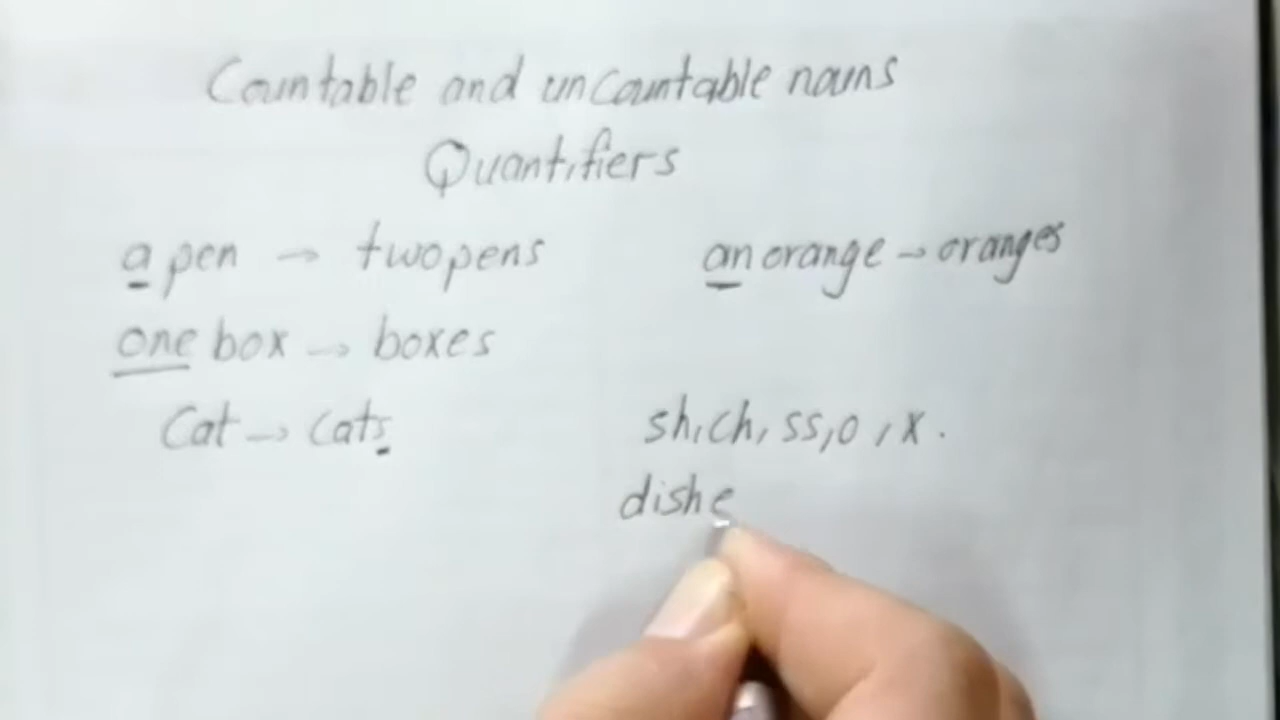 Countable and uncountable nouns
Quantifiers
a pen → two pens
an orange → oranges
one box → boxes
Cat → cats
sh, ch, ss, o, x.
dishe